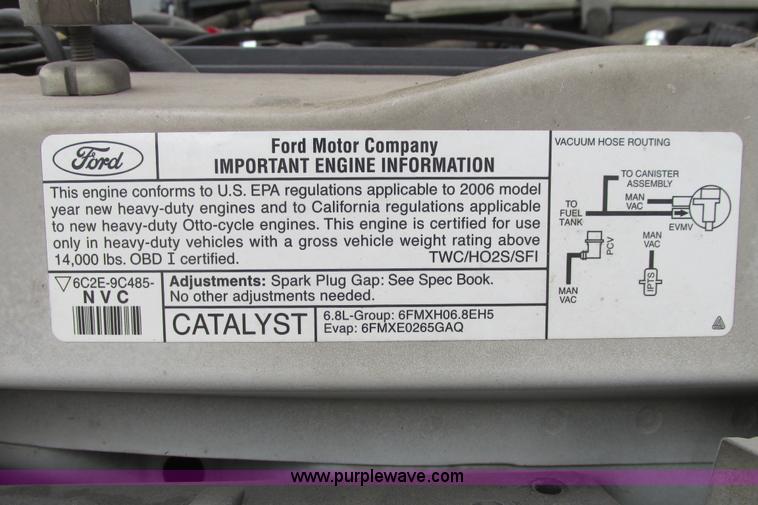 Ford
Ford Motor Company
IMPORTANT ENGINE INFORMATION
This engine conforms to U.S. EPA regulations applicable to 2006 model
year new heavy-duty engines and to California regulations applicable
to new heavy-duty Otto-cycle engines. This engine is certified for use
only in heavy-duty vehicles with a gross vehicle weight rating above
14,000 lbs. OBD I certified. TWC/HO2S/SFI
▽6C2E-9C485-
NVC
Adjustments: Spark Plug Gap: See Spec Book.
No other adjustments needed.
CATALYST
6.8L-Group: 6FMXH06.8EH5
Evap: 6FMXE0265GAQ
VACUUM HOSE ROUTING
TO CANISTER
ASSEMBLY
TO
FUEL
TANK
MAN
VAC
EVMV
PCV
MAN
VAC
MAN
VAC
IPTS
www.purplewave.com